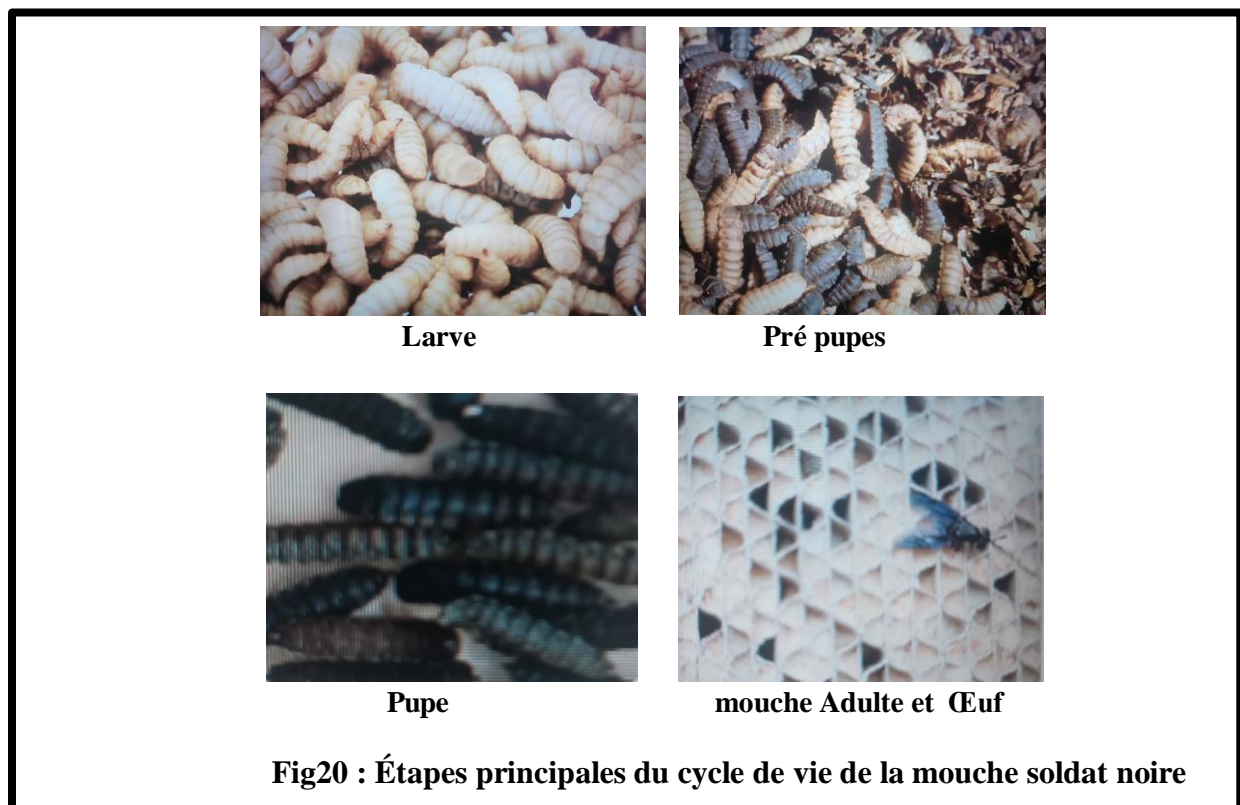 Larve
Pré pupes
Pupe
mouche Adulte et Œuf
Fig20 : Étapes principales du cycle de vie de la mouche soldat noire